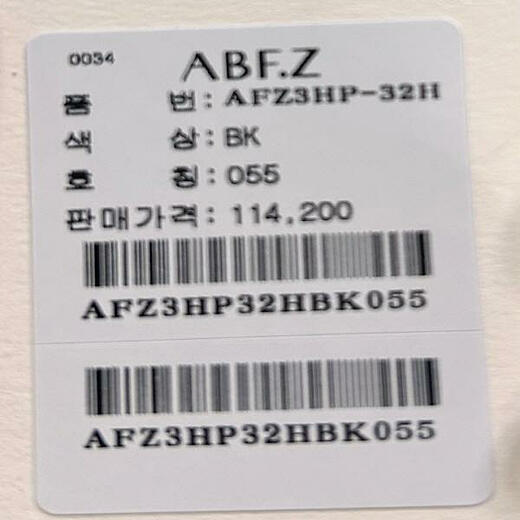 0034
ABF.Z
품 번 : AFZ3HP-32H
색 상 : BK
호 칭 : 055
판매가격 : 114,200
AFZ3HP32HBK055
AFZ3HP32HBK055